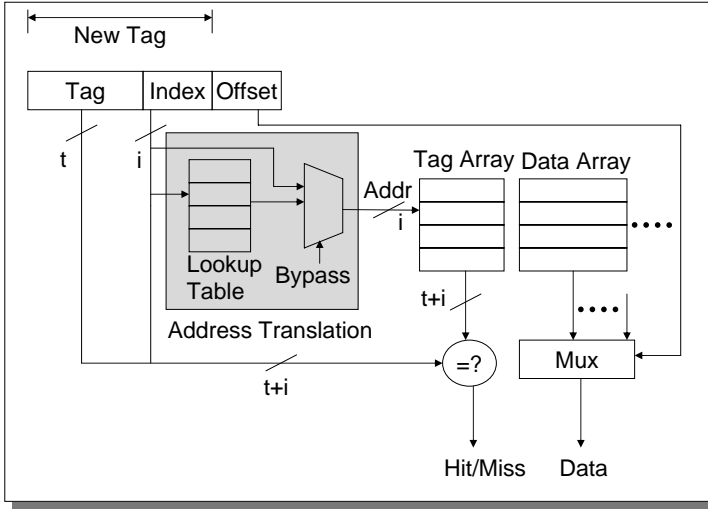 New Tag
Tag Index Offset
t
i
Tag Array Data Array
Addr
i
Lookup
Table
Bypass
t+i
Address Translation
t+i
=?
Mux
Hit/Miss
Data